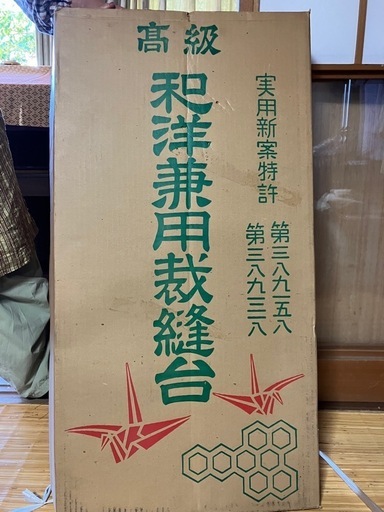 高級
和洋兼用裁縫台
実用新案特許
第三八九一五八
第三八九三一八